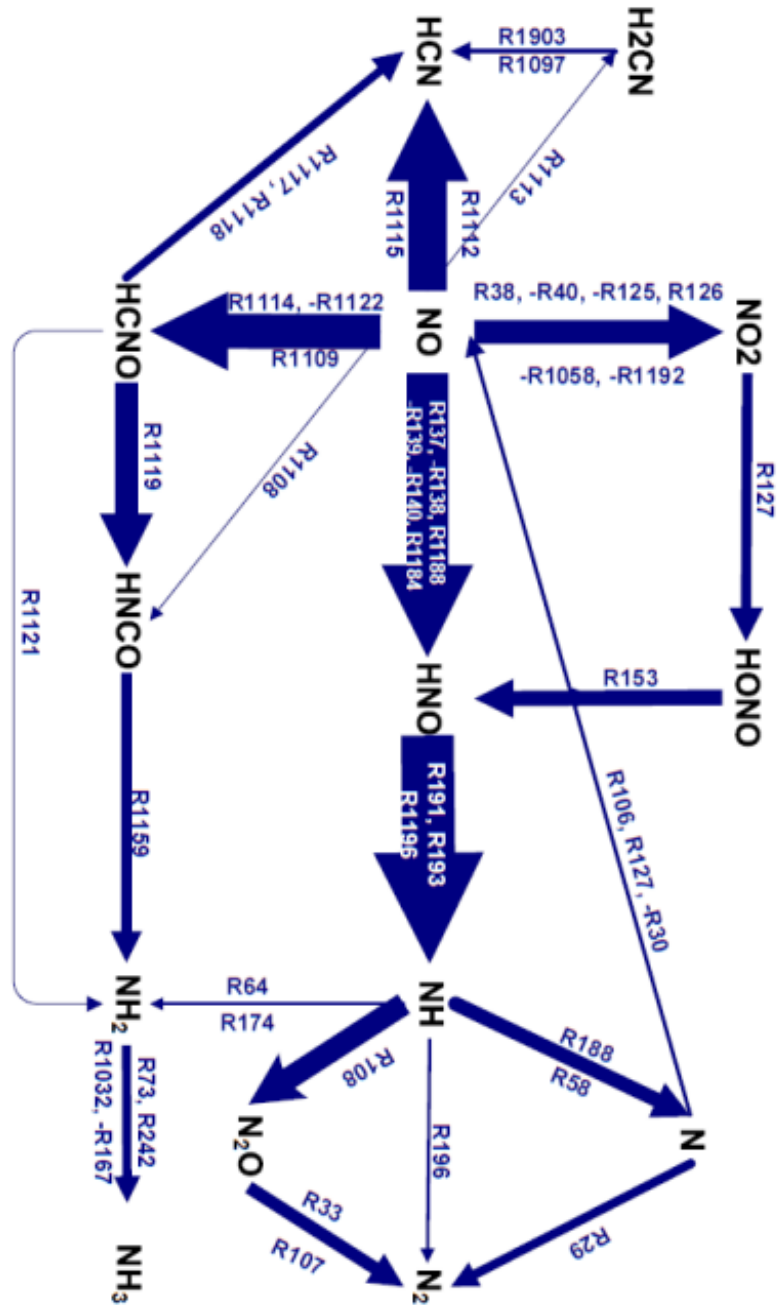 H2CN
R1903
R1097
HCN
R1113
R1117, R1118
R1112
R1115
NO2
R38, -R40, -R125, R126
-R1058, -R1192
NO
R1114, -R1122
R1109
HCNO
R127
R137, -R138, R1188
-R139, -R140, R1184
R1108
R1119
R1121
HONO
R153
HNO
HNCO
R106, R127, -R30
R191, R193
R1196
R1159
NH
R64
R174
NH₂
R188
R58
R108
N
R196
N₂O
R73, R242
R1032, -R167
R29
R33
R107
N₂
NH₃